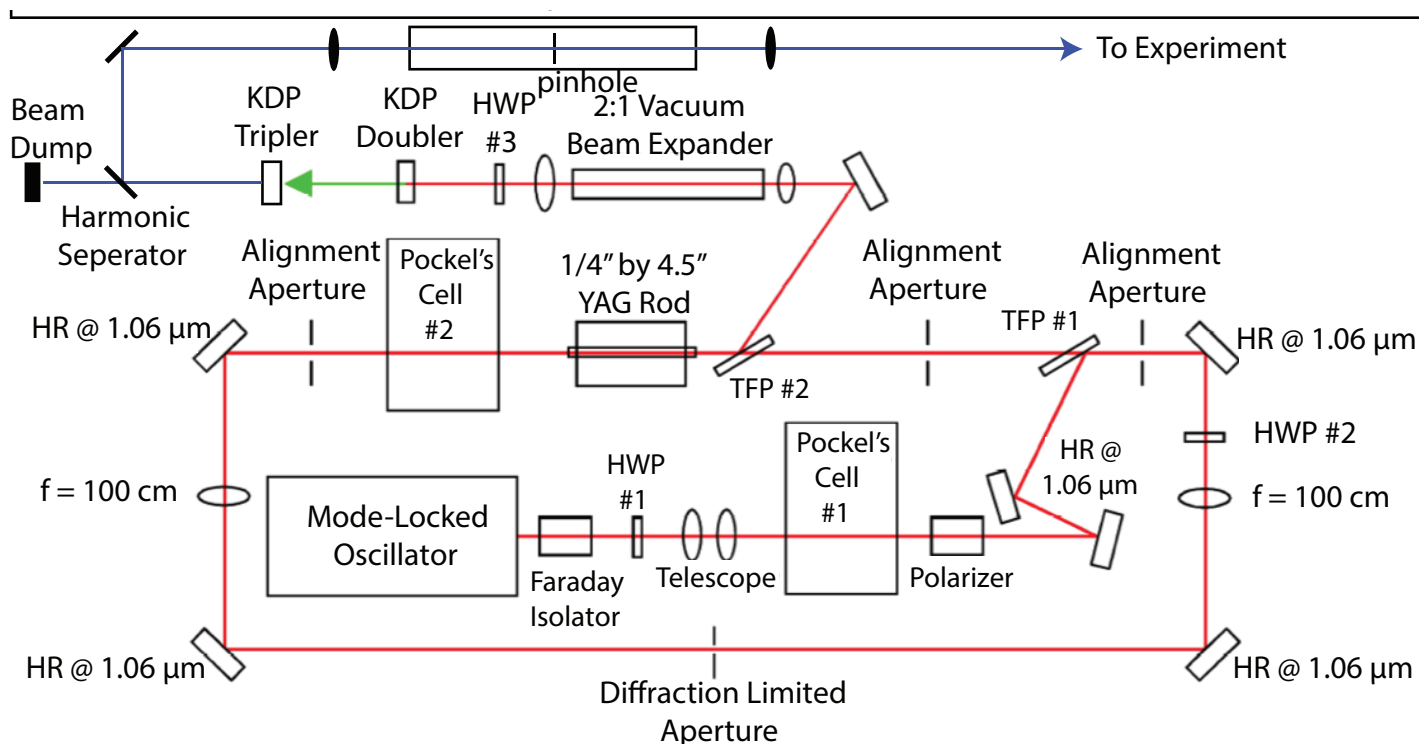 To Experiment
pinhole
Beam
Dump
KDP
Tripler
KDP
Doubler
HWP
#3
2:1 Vacuum
Beam Expander
Harmonic
Seperator
Alignment
Aperture
Pockel's
Cell
#2
1/4" by 4.5"
YAG Rod
Alignment
Aperture
Alignment
Aperture
HR @ 1.06 µm
TFP #2
TFP #1
HR @ 1.06 µm
f = 100 cm
Mode-Locked
Oscillator
Faraday
Isolator
HWP
#1
Telescope
Pockel's
Cell
#1
Polarizer
HR @
1.06 µm
HWP #2
f = 100 cm
HR @ 1.06 µm
Diffraction Limited
Aperture
HR @ 1.06 µm